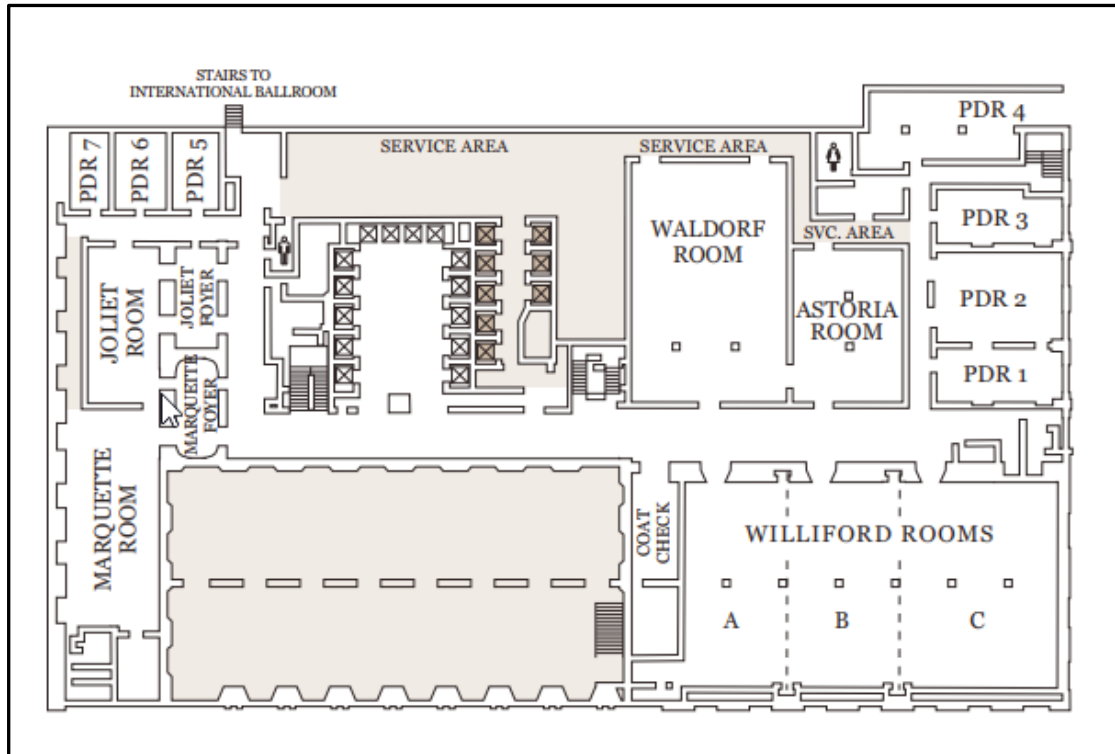 STAIRS TO
INTERNATIONAL BALLROOM
PDR 4
SERVICE AREA
SERVICE AREA
PDR 7
PDR 6
PDR 5
PDR 3
WALDORF
ROOM
SVC. AREA
JOLIET
ROOM
JOLIET
FOYER
PDR 2
ASTORIA
ROOM
PDR 1
MARQUETTE
FOYER
MARQUETTE
ROOM
COAT
CHECK
WILLIFORD ROOMS
A
B
C